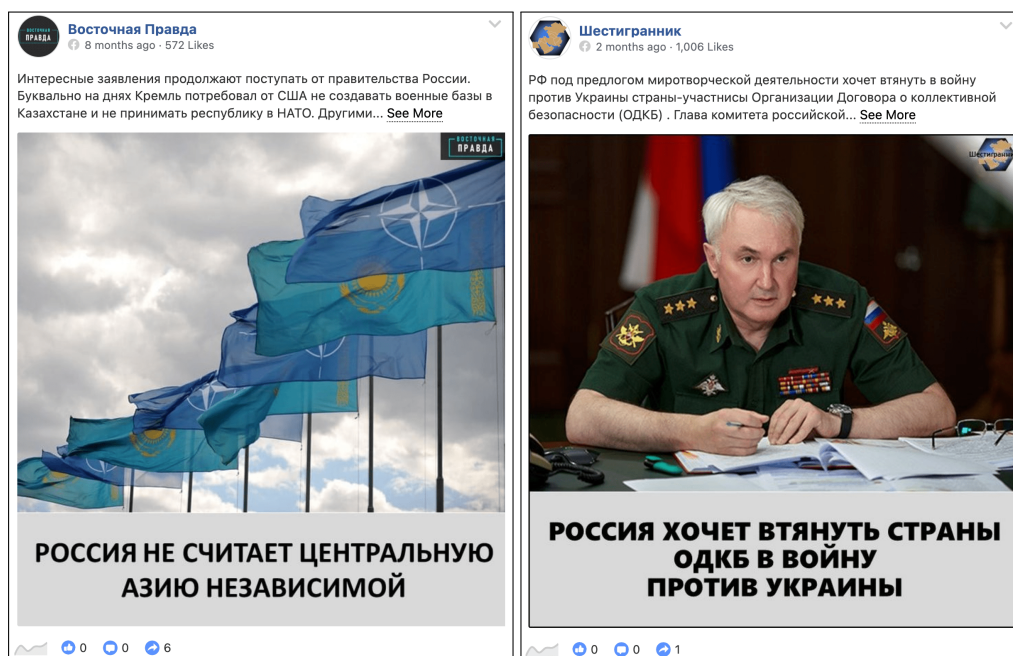 Восточная Правда
8 months ago · 572 Likes
Интересные заявления продолжают поступать от правительства России.
Буквально на днях Кремль потребовал от США не создавать военные базы в
Казахстане и не принимать республику в НАТО. Другими... See More
ВОСТОЧНАЯ
ПРАВДА
РОССИЯ НЕ СЧИТАЕТ ЦЕНТРАЛЬНУЮ
АЗИЮ НЕЗАВИСИМОЙ
0 0 6
Шестигранник
2 months ago · 1,006 Likes
РФ под предлогом миротворческой деятельности хочет втянуть в войну
против Украины страны-участнисы Организации Договора о коллективной
безопасности (ОДКБ) . Глава комитета российской... See More
Шестигранник
РОССИЯ ХОЧЕТ ВТЯНУТЬ СТРАНЫ
ОДКБ В ВОЙНУ
ПРОТИВ УКРАИНЫ
0 0 1